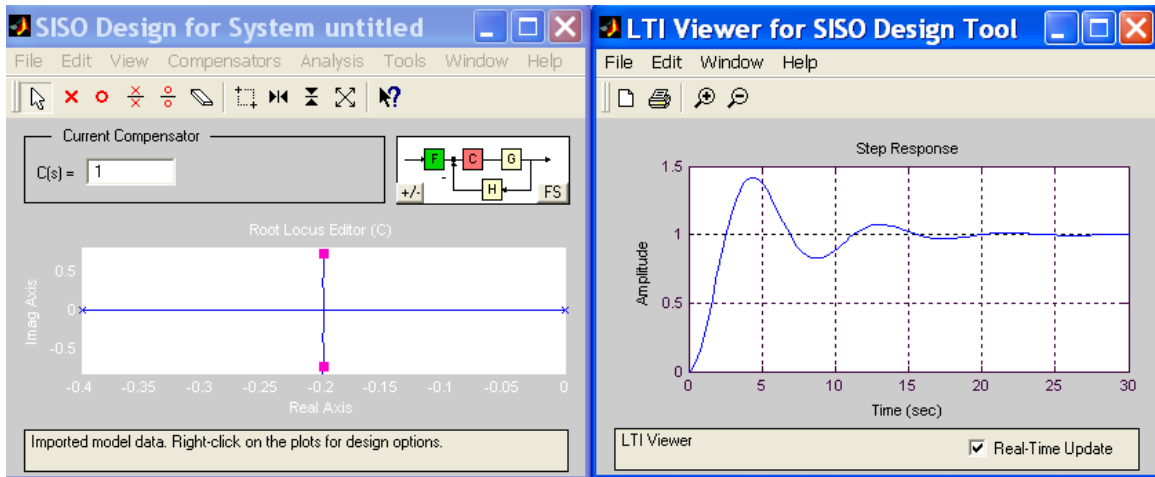 SISO Design for System untitled
File Edit View Compensators Analysis Tools Window Help
Current Compensator
C(s) = 1
F C G
-
H
+/- FS
Root Locus Editor (C)
0.5
0
-0.5
Imag Axis
-0.4 -0.35 -0.3 -0.25 -0.2 -0.15 -0.1 -0.05 0
Real Axis
Imported model data. Right-click on the plots for design options.
LTI Viewer for SISO Design Tool
File Edit Window Help
Step Response
1.5
1
0.5
0
Amplitude
0 5 10 15 20 25 30
Time (sec)
LTI Viewer
Real-Time Update